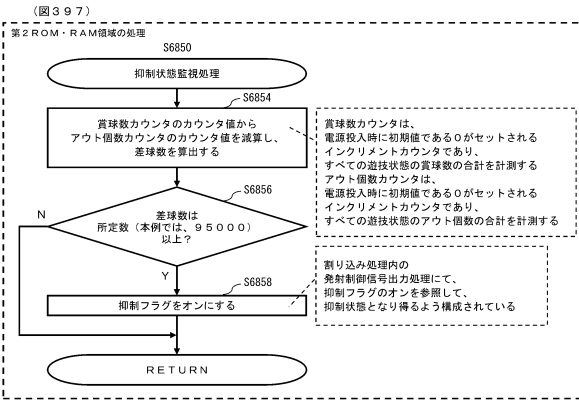 （図３９７）
第２ＲＯＭ・ＲＡＭ領域の処理
S6850
抑制状態監視処理
S6854
賞球数カウンタのカウンタ値から
アウト個数カウンタのカウンタ値を減算し、
差球数を算出する
賞球数カウンタは、
電源投入時に初期値である０がセットされる
インクリメントカウンタであり、
すべての遊技状態の賞球数の合計を計測する
アウト個数カウンタは、
電源投入時に初期値である０がセットされる
インクリメントカウンタであり、
すべての遊技状態のアウト個数の合計を計測する
S6856
N
差球数は
所定数（本例では、９５０００）
以上？
Y
S6858
抑制フラグをオンにする
割り込み処理内の
発射制御信号出力処理にて、
抑制フラグのオンを参照して、
抑制状態となり得るよう構成されている
ＲＥＴＵＲＮ